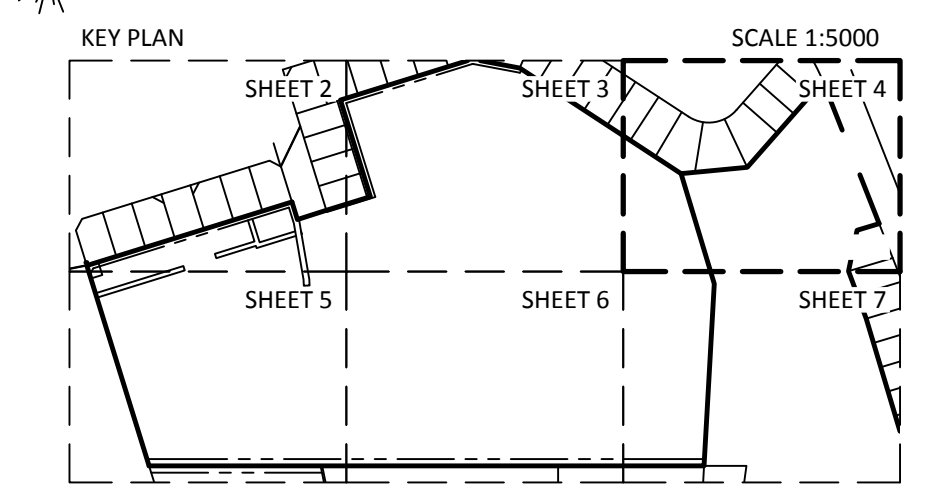 KEY PLAN
SCALE 1:5000
SHEET 2
SHEET 3
SHEET 4
SHEET 5
SHEET 6
SHEET 7